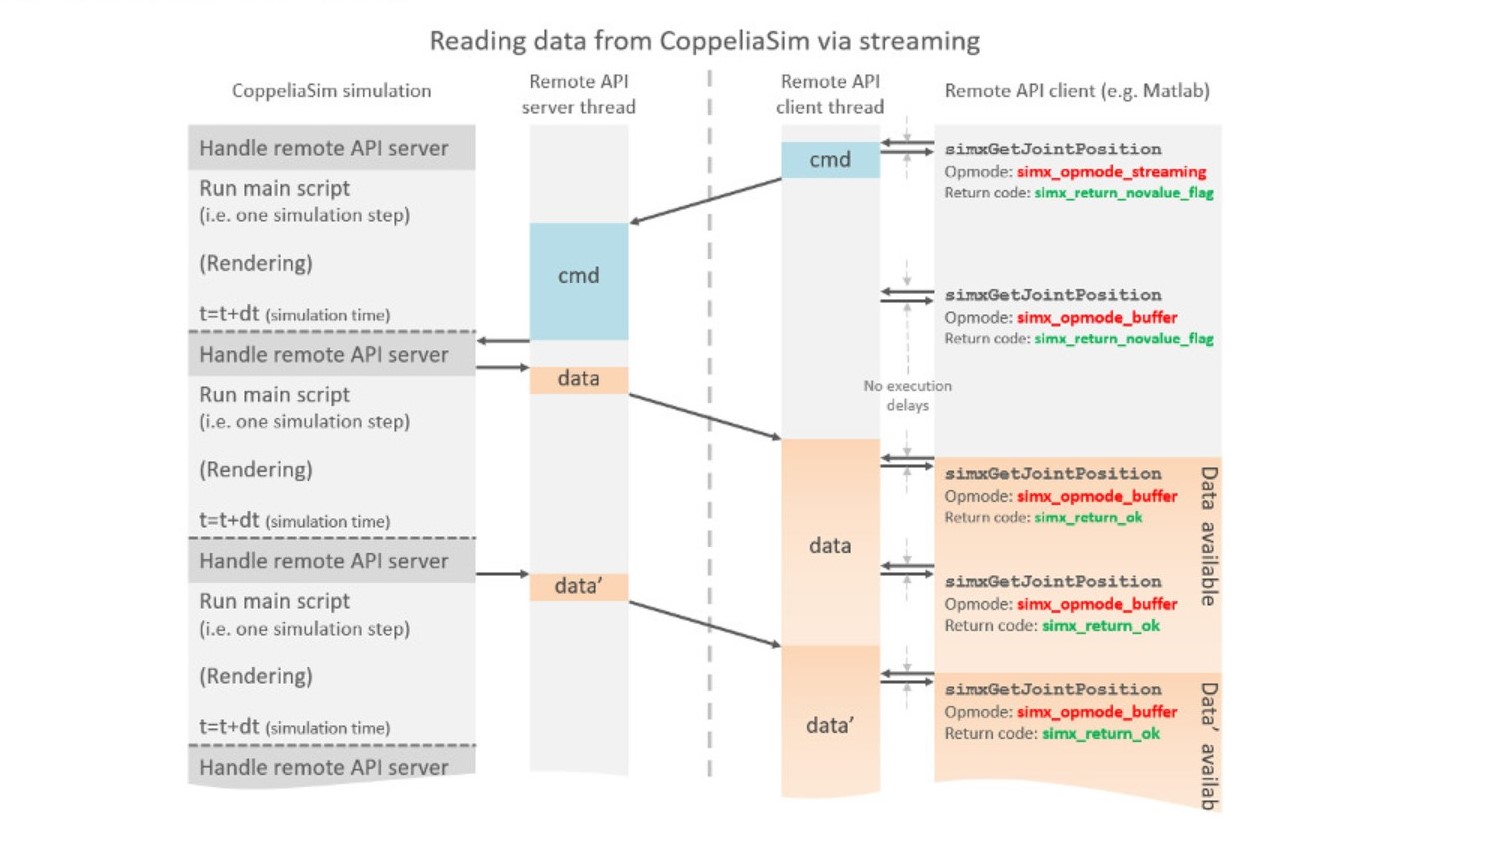 Reading data from CoppeliaSim via streaming
CoppeliaSim simulation
Remote API
server thread
Remote API
client thread
Remote API client (e.g. Matlab)
Handle remote API server
Run main script
(i.e. one simulation step)
(Rendering)
t=t+dt (simulation time)
Handle remote API server
Run main script
(i.e. one simulation step)
(Rendering)
t=t+dt (simulation time)
Handle remote API server
Run main script
(i.e. one simulation step)
(Rendering)
t=t+dt (simulation time)
Handle remote API server
cmd
data
data’
cmd
data
data’
No execution
delays
simxGetJointPosition
Opmode: simx_opmode_streaming
Return code: simx_return_novalue_flag
simxGetJointPosition
Opmode: simx_opmode_buffer
Return code: simx_return_novalue_flag
simxGetJointPosition
Opmode: simx_opmode_buffer
Return code: simx_return_ok
simxGetJointPosition
Opmode: simx_opmode_buffer
Return code: simx_return_ok
simxGetJointPosition
Opmode: simx_opmode_buffer
Return code: simx_return_ok
Data available
Data’ availab